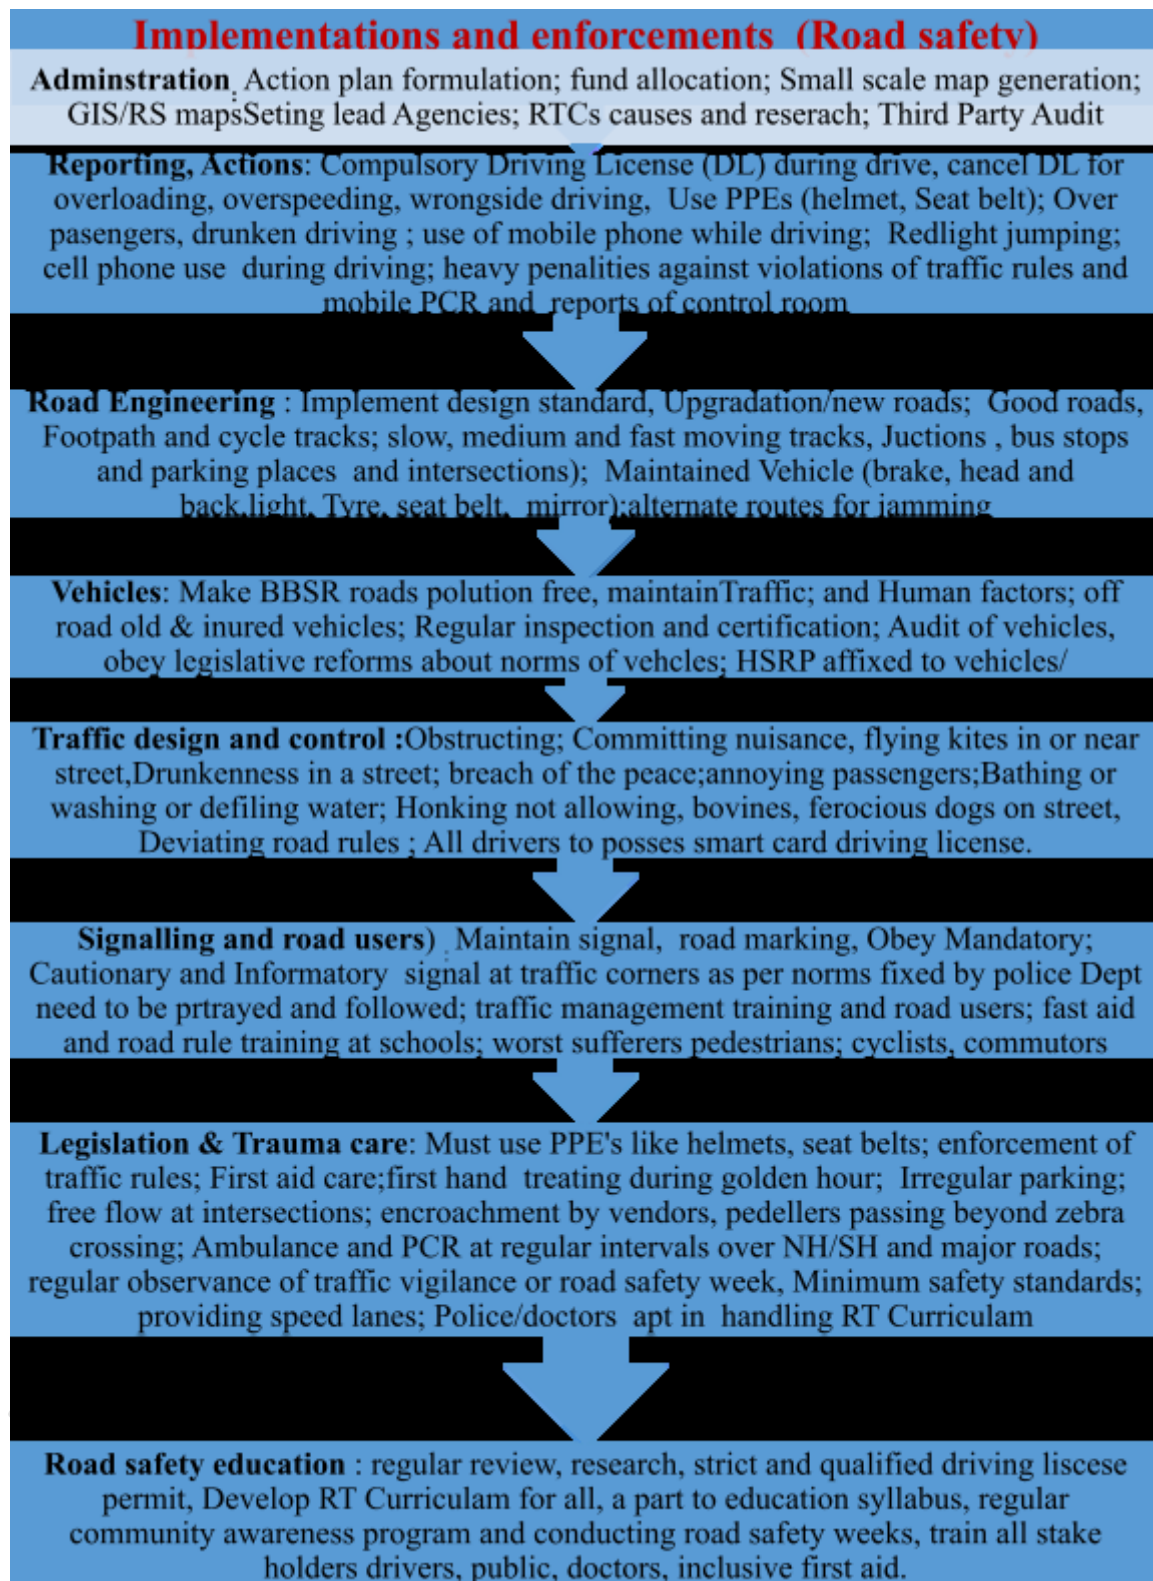 Implementations and enforcements (Road safety)
Adminstration: Action plan formulation; fund allocation; Small scale map generation;
GIS/RS mapsSeting lead Agencies; RTCs causes and reserach; Third Party Audit
Reporting, Actions: Compulsory Driving License (DL) during drive, cancel DL for
overloading, overspeeding, wrongside driving, Use PPEs (helmet, Seat belt); Over
pasengers, drunken driving ; use of mobile phone while driving; Redlight jumping;
cell phone use during driving; heavy penalities against violations of traffic rules and
mobile PCR and reports of control room
Road Engineering : Implement design standard, Upgradation/new roads; Good roads,
Footpath and cycle tracks; slow, medium and fast moving tracks, Juctions , bus stops
and parking places and intersections); Maintained Vehicle (brake, head and
back.light, Tyre, seat belt, mirror);alternate routes for jamming
Vehicles: Make BBSR roads polution free, maintainTraffic; and Human factors; off
road old & inured vehicles; Regular inspection and certification; Audit of vehicles,
obey legislative reforms about norms of vehcles; HSRP affixed to vehicles/
Traffic design and control :Obstructing; Committing nuisance, flying kites in or near
street,Drunkenness in a street; breach of the peace;annoying passengers;Bathing or
washing or defiling water; Honking not allowing, bovines, ferocious dogs on street,
Deviating road rules ; All drivers to posses smart card driving license.
Signalling and road users) : Maintain signal, road marking, Obey Mandatory;
Cautionary and Informatory signal at traffic corners as per norms fixed by police Dept
need to be prtrayed and followed; traffic management training and road users; fast aid
and road rule training at schools; worst sufferers pedestrians; cyclists, commutors
Legislation & Trauma care: Must use PPE's like helmets, seat belts; enforcement of
traffic rules; First aid care;first hand treating during golden hour; Irregular parking;
free flow at intersections; encroachment by vendors, pedellers passing beyond zebra
crossing; Ambulance and PCR at regular intervals over NH/SH and major roads;
regular observance of traffic vigilance or road safety week, Minimum safety standards;
providing speed lanes; Police/doctors apt in handling RT Curriculam
Road safety education : regular review, research, strict and qualified driving liscese
permit, Develop RT Curriculam for all, a part to education syllabus, regular
community awareness program and conducting road safety weeks, train all stake
holders drivers, public, doctors, inclusive first aid.